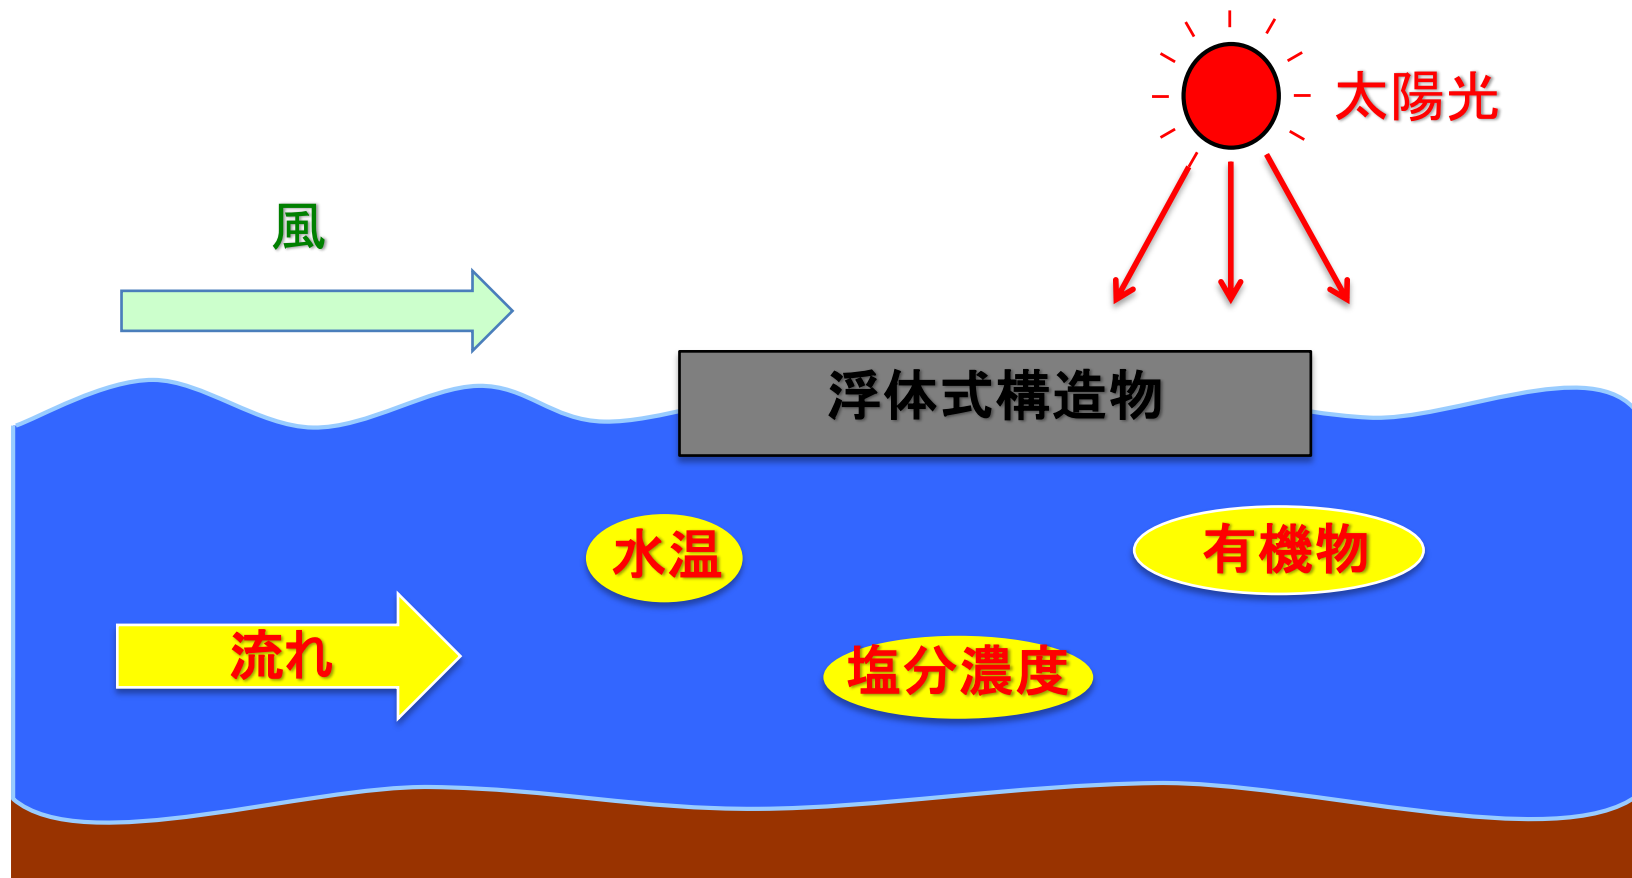 太陽光
風
浮体式構造物
水温
有機物
流れ
塩分濃度